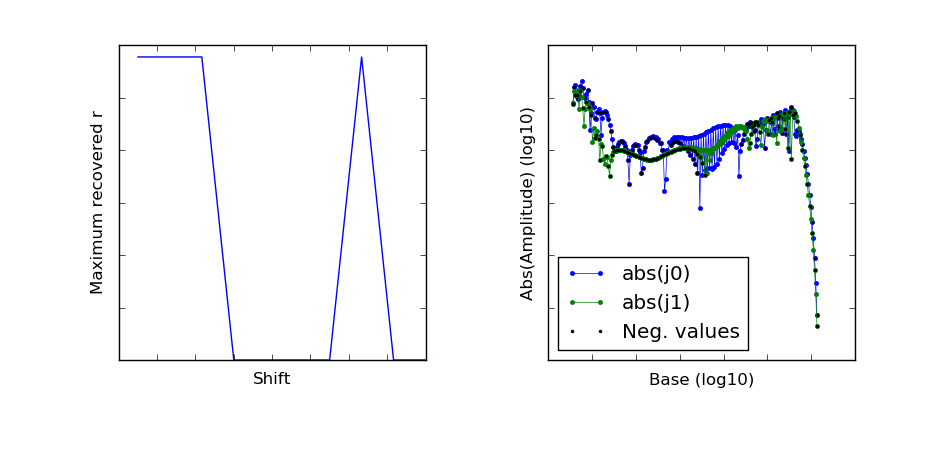 Maximum recovered r
Shift
Abs(Amplitude) (log10)
abs(j0)
abs(j1)
Neg. values
Base (log10)